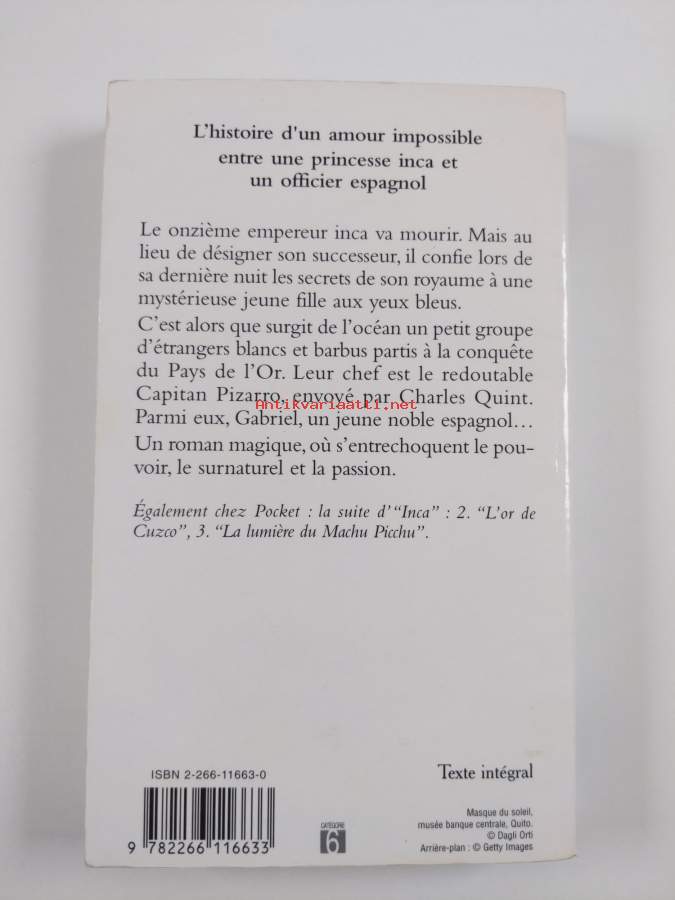 L'histoire d'un amour impossible
entre une princesse inca et
un officier espagnol
Le onzième empereur inca va mourir. Mais au
lieu de désigner son successeur, il confie lors de
sa dernière nuit les secrets de son royaume à une
mystérieuse jeune fille aux yeux bleus.
C'est alors que surgit de l'océan un petit groupe
d'étrangers blancs et barbus partis à la conquête
du Pays de l'Or. Leur chef est le redoutable
Capitan Pizarro, envoyé par Charles Quint.
Antikvariaatti.net
Parmi eux, Gabriel, un jeune noble espagnol…
Un roman magique, où s'entrechoquent le pou-
voir, le surnaturel et la passion.
Également chez Pocket : la suite d'"Inca" : 2. "L'or de
Cuzco", 3. "La lumière du Machu Picchu".
ISBN 2-266-11663-0
9 782266 116633
CATÉGORIE
6
Texte intégral
Masque du soleil,
musée banque centrale, Quito.
© Dagli Orti
Arrière-plan : © Getty Images